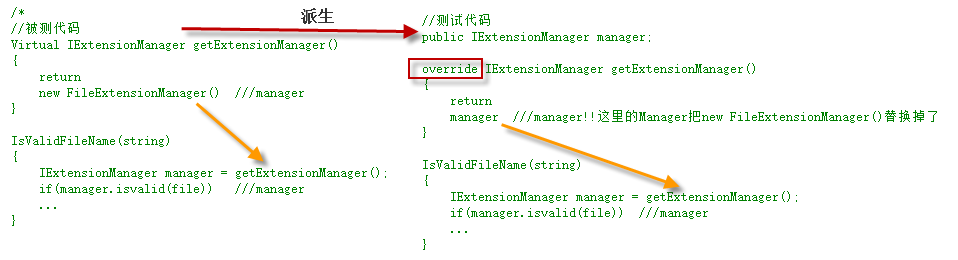 /*
//被测代码
Virtual IExtensionManager getExtensionManager()
{
return
new FileExtensionManager()  ///manager
}
IsValidFileName(string)
{
IExtensionManager manager = getExtensionManager();
if(manager.isvalid(file))   ///manager
...
}
派生
//测试代码
public IExtensionManager manager;
override IExtensionManager getExtensionManager()
{
return
manager  ///manager!!这里的Manager把new FileExtensionManager()替换掉了
}
IsValidFileName(string)
{
IExtensionManager manager = getExtensionManager();
if(manager.isvalid(file))  ///manager
...
}